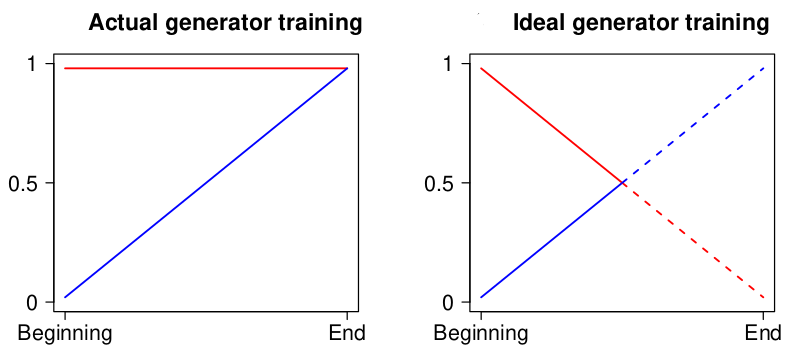 Actual generator training
1
0.5
0
Beginning End
Ideal generator training
1
0.5
0
Beginning End